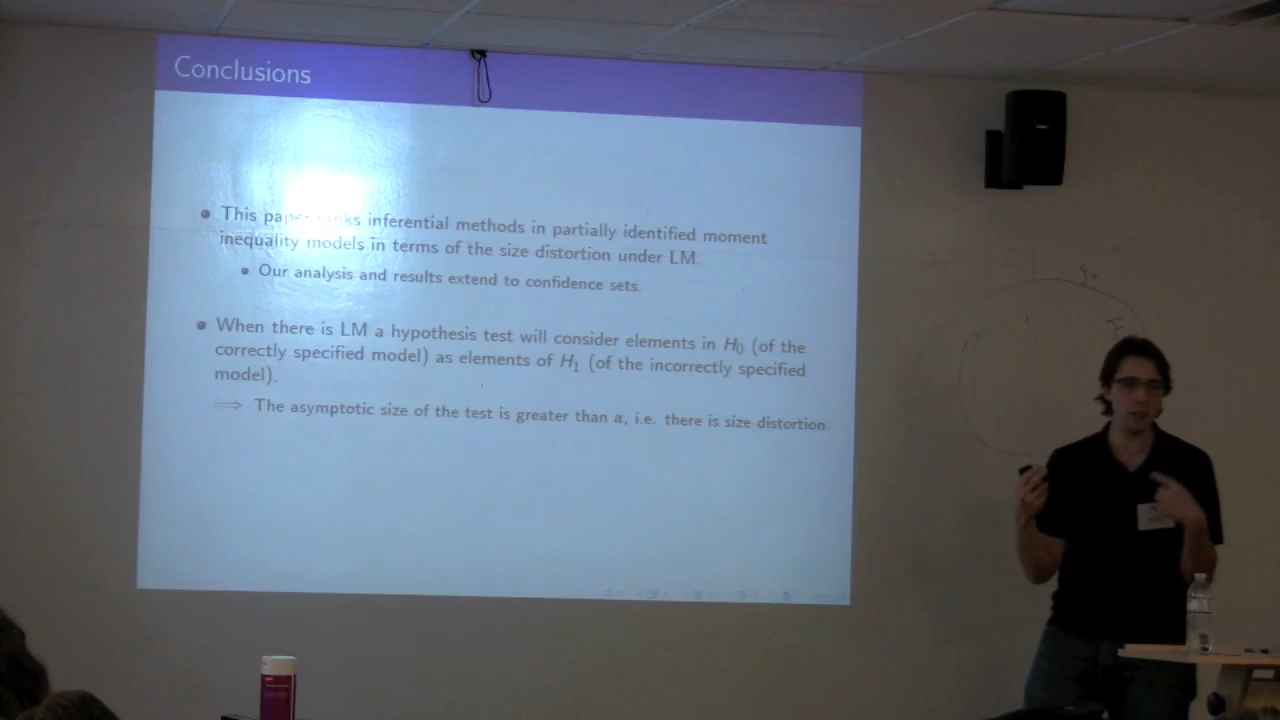 Conclusions
This paper ranks inferential methods in partially identified moment
inequality models in terms of the size distortion under LM.
Our analysis and results extend to confidence sets.
When there is LM a hypothesis test will consider elements in H₀ (of the
correctly specified model) as elements of H₁ (of the incorrectly specified
model).
⟹ The asymptotic size of the test is greater than α, i.e. there is size distortion.
F